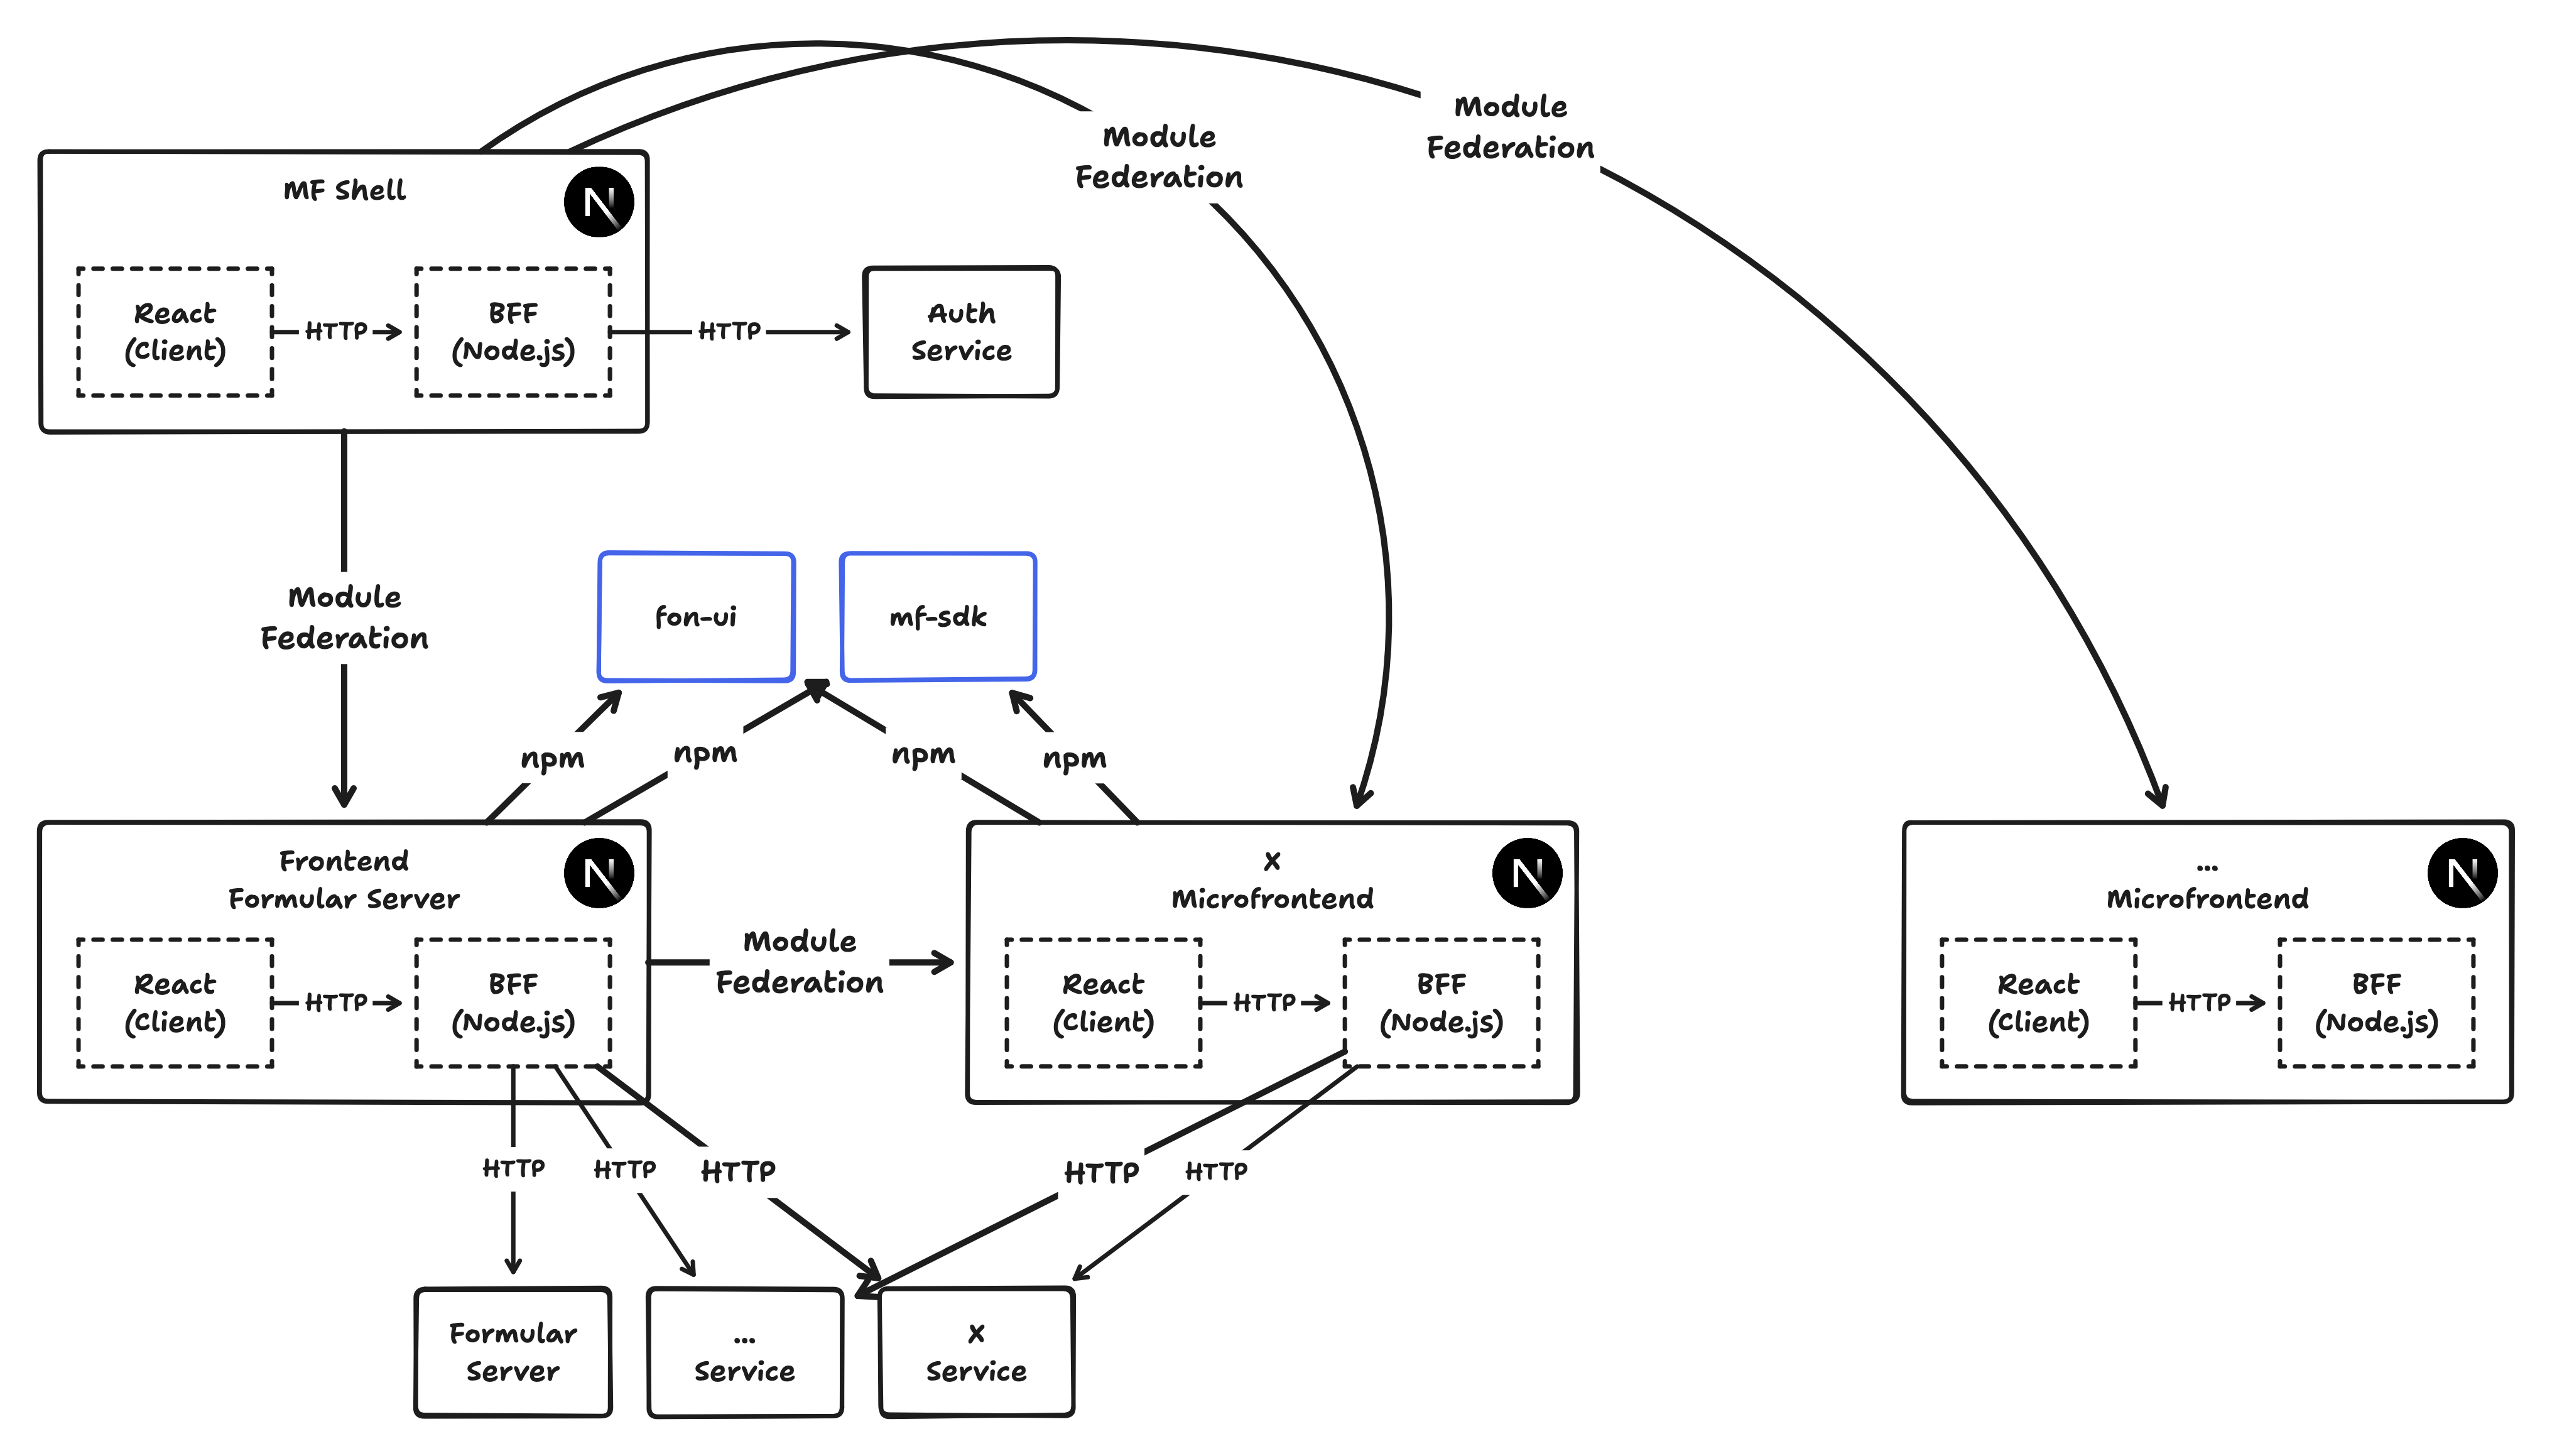 Module
Federation
Module
Federation
MF Shell
React
(Client)
HTTP
BFF
(Node.js)
HTTP
Auth
Service
Module
Federation
fon-ui
mf-sdk
npm
npm
npm
npm
Frontend
Formular Server
React
(Client)
HTTP
BFF
(Node.js)
Module
Federation
X
Microfrontend
React
(Client)
HTTP
BFF
(Node.js)
...
Microfrontend
React
(Client)
HTTP
BFF
(Node.js)
HTTP
HTTP
HTTP
HTTP
HTTP
Formular
Server
...
Service
X
Service